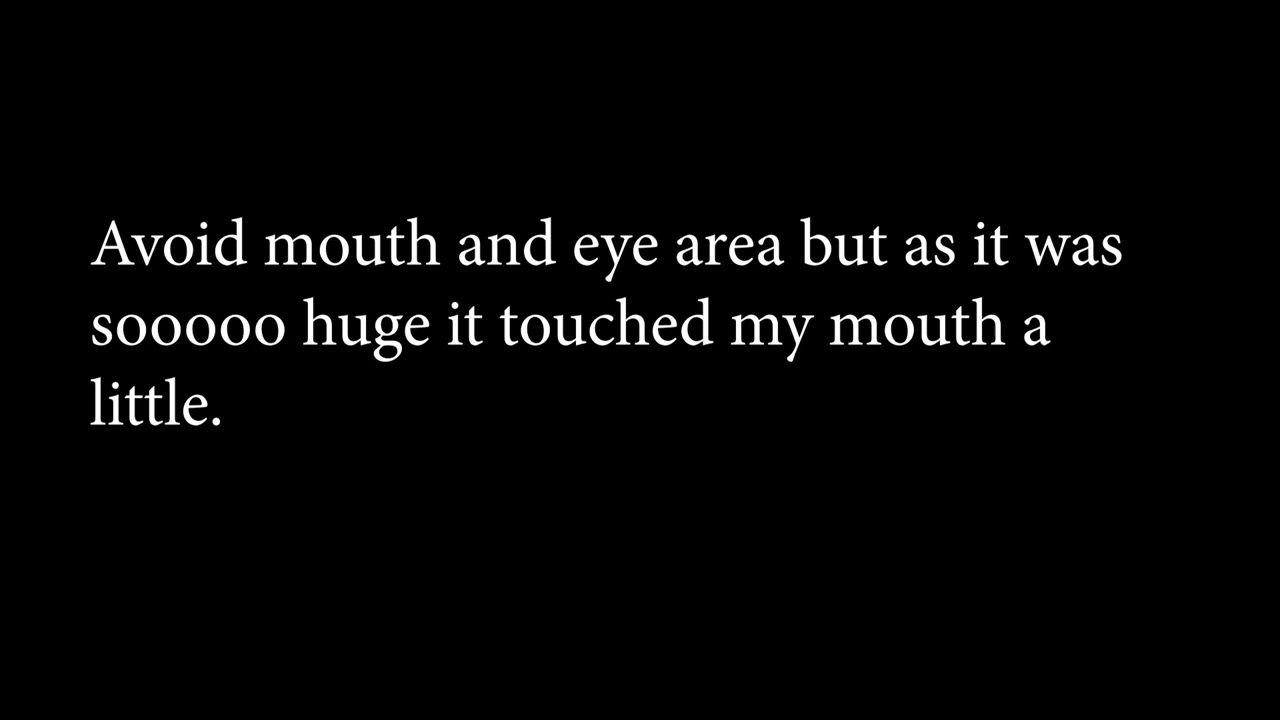 Avoid mouth and eye area but as it was
sooooo huge it touched my mouth a
little.